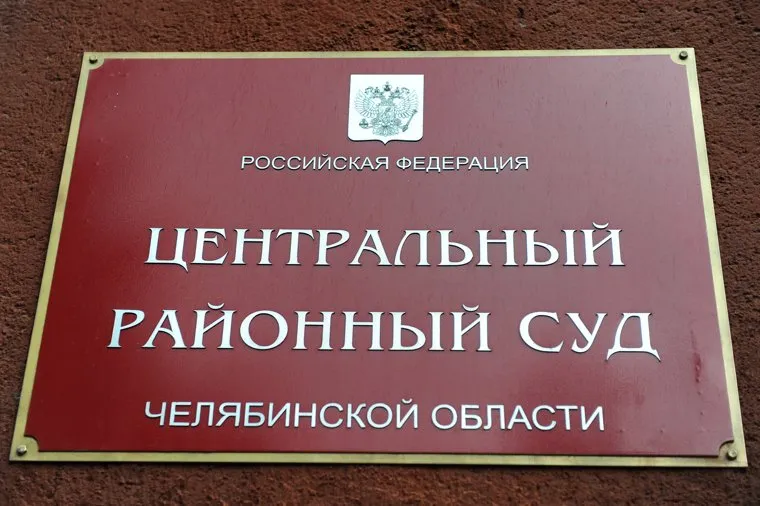 РОССИЙСКАЯ ФЕДЕРАЦИЯ
ЦЕНТРАЛЬНЫЙ
РАЙОННЫЙ СУД
ЧЕЛЯБИНСКОЙ ОБЛАСТИ